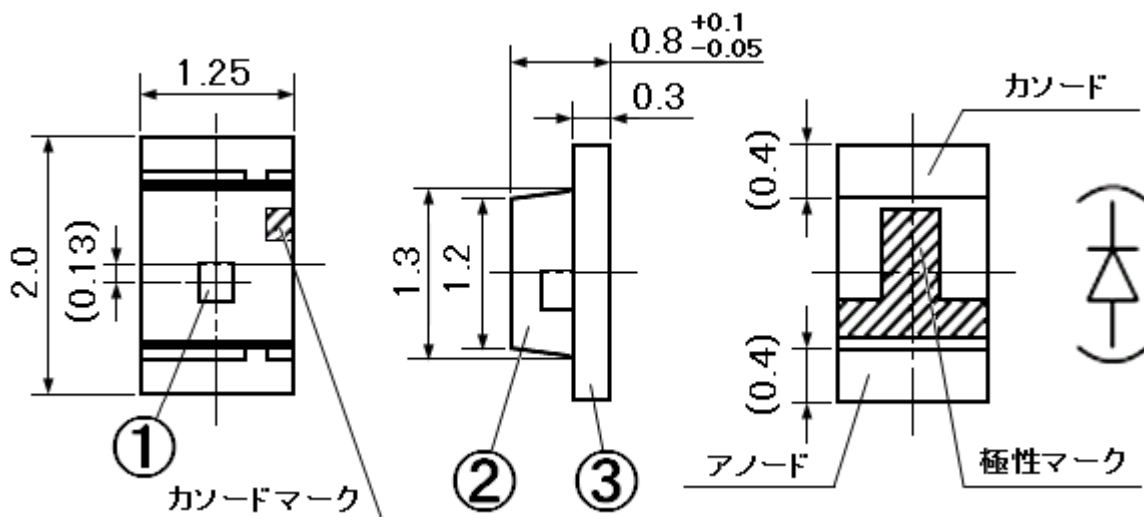 1.25
2.0
(0.13)
①
カソードマーク
0.8 +0.1 -0.05
0.3
1.3
1.2
②
③
カソード
(0.4)
(0.4)
アノード
極性マーク